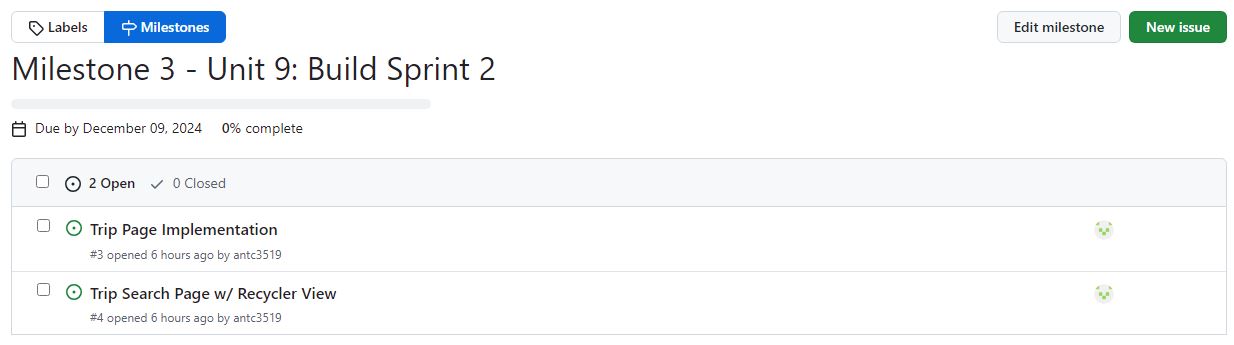 Labels Milestones Edit milestone New issue
Milestone 3 - Unit 9: Build Sprint 2
Due by December 09, 2024 0% complete
2 Open 0 Closed
Trip Page Implementation
#3 opened 6 hours ago by antc3519
Trip Search Page w/ Recycler View
#4 opened 6 hours ago by antc3519